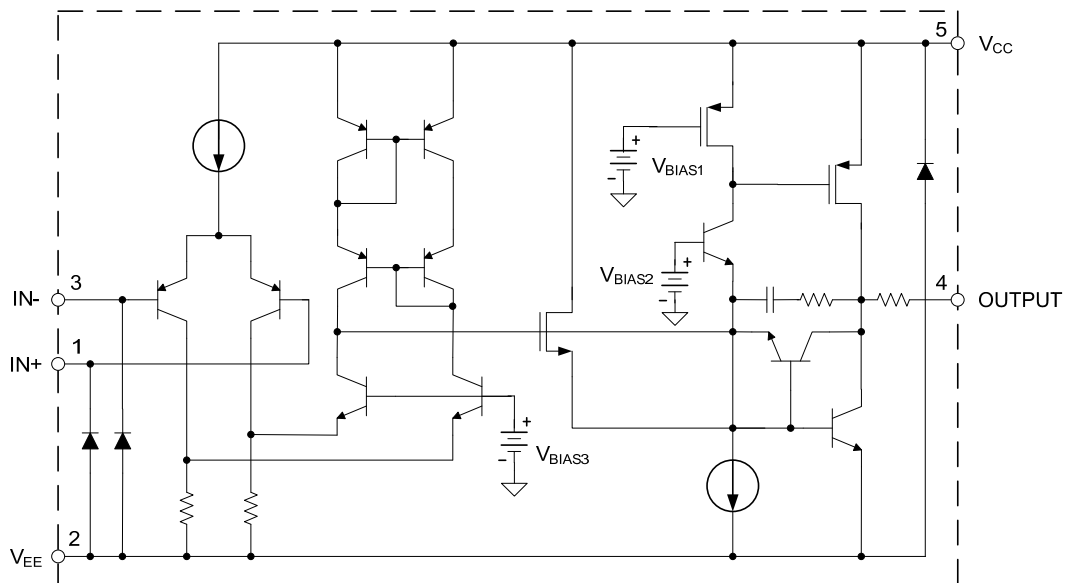 5
VCC
+
-
VBIAS1
3
IN-
VBIAS2
+
-
4
OUTPUT
1
IN+
+
-
VBIAS3
2
VEE